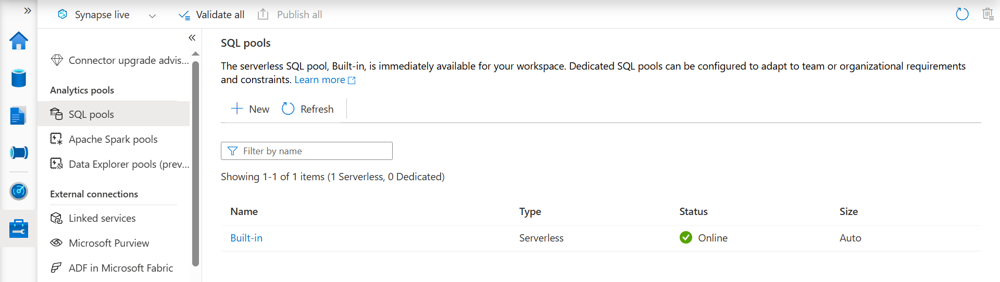 Synapse live
Validate all
Publish all
Connector upgrade advis...
Analytics pools
SQL pools
Apache Spark pools
Data Explorer pools (prev...
External connections
Linked services
Microsoft Purview
ADF in Microsoft Fabric
SQL pools
The serverless SQL pool, Built-in, is immediately available for your workspace. Dedicated SQL pools can be configured to adapt to team or organizational requirements
and constraints. Learn more
New
Refresh
Filter by name
Showing 1-1 of 1 items (1 Serverless, 0 Dedicated)
Name Type Status Size
Built-in Serverless Online Auto